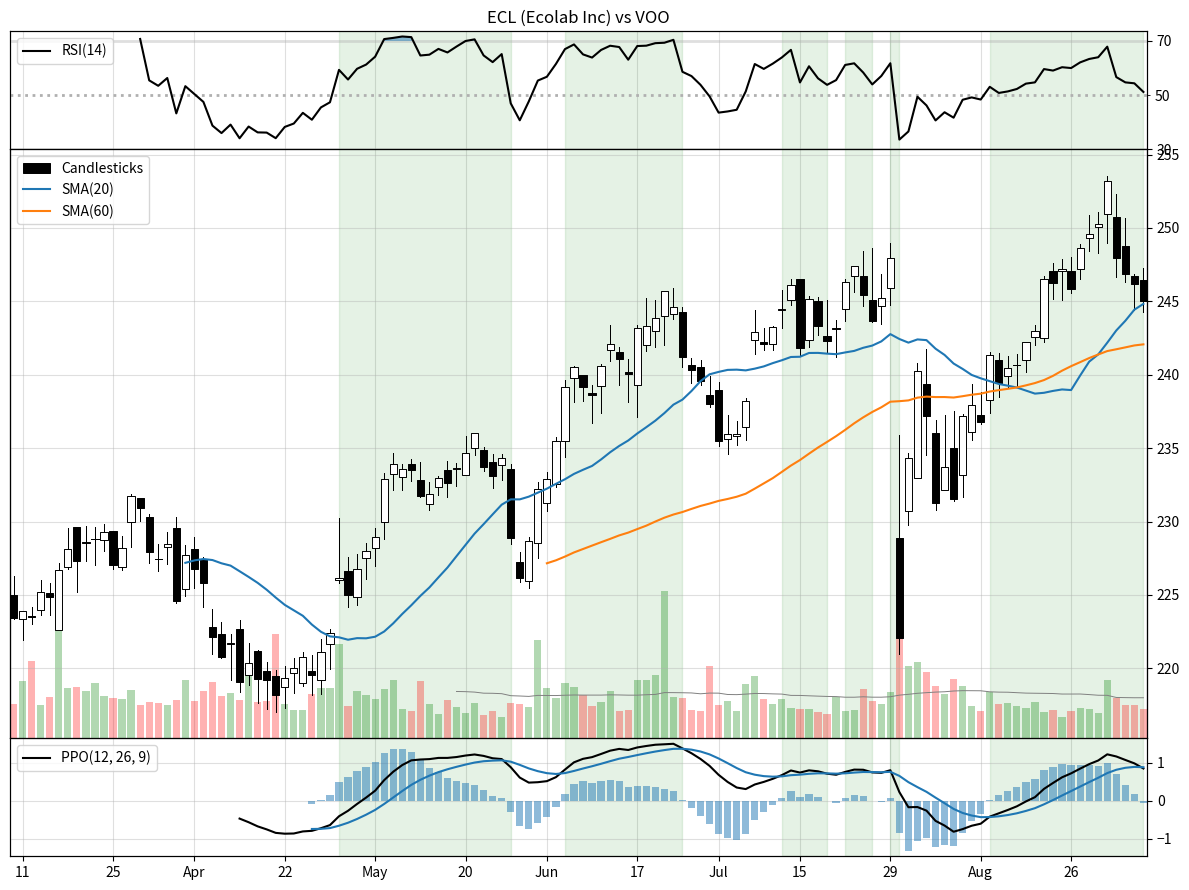 ECL (Ecolab Inc) vs VOO
RSI(14)
70
50
30
Candlesticks
SMA(20)
SMA(60)
255
250
245
240
235
230
225
220
PPO(12, 26, 9)
1
0
−1
11 25 Apr 22 May 20 Jun 17 Jul 15 29 Aug 26